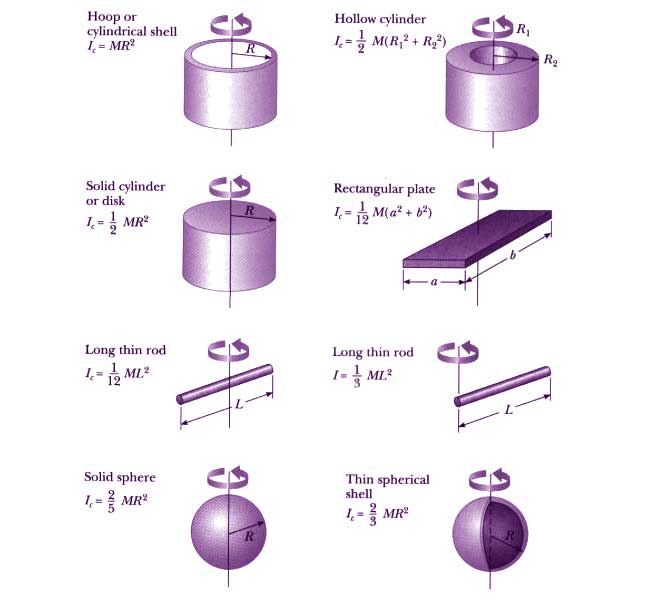 Hoop or
cylindrical shell
I_c = MR²
R
Hollow cylinder
I_c = 1/2 M(R₁² + R₂²)
R₁
R₂
Solid cylinder
or disk
I_c = 1/2 MR²
R
Rectangular plate
I_c = 1/12 M(a² + b²)
a
b
Long thin rod
I_c = 1/12 ML²
L
Long thin rod
I = 1/3 ML²
L
Solid sphere
I_c = 2/5 MR²
R
Thin spherical
shell
I_c = 2/3 MR²
R